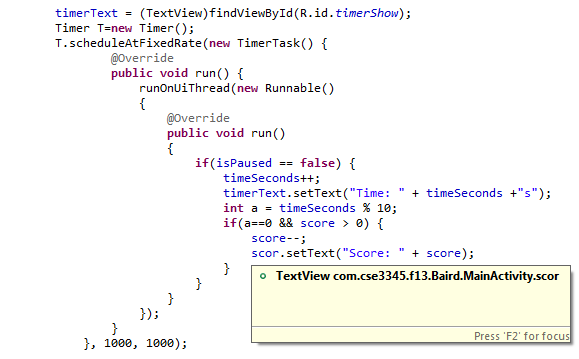 timerText = (TextView)findViewById(R.id.timerShow);
Timer T=new Timer();
T.scheduleAtFixedRate(new TimerTask() {
@Override
public void run() {
runOnUiThread(new Runnable()
{
@Override
public void run()
{
if(isPaused == false) {
timeSeconds++;
timerText.setText("Time: " + timeSeconds +"s");
int a = timeSeconds % 10;
if(a==0 && score > 0) {
score--;
scor.setText("Score: " + score);
}
TextView com.cse3345.f13.Baird.MainActivity.scor
}
}
});
}
Press 'F2' for focus
}, 1000, 1000);